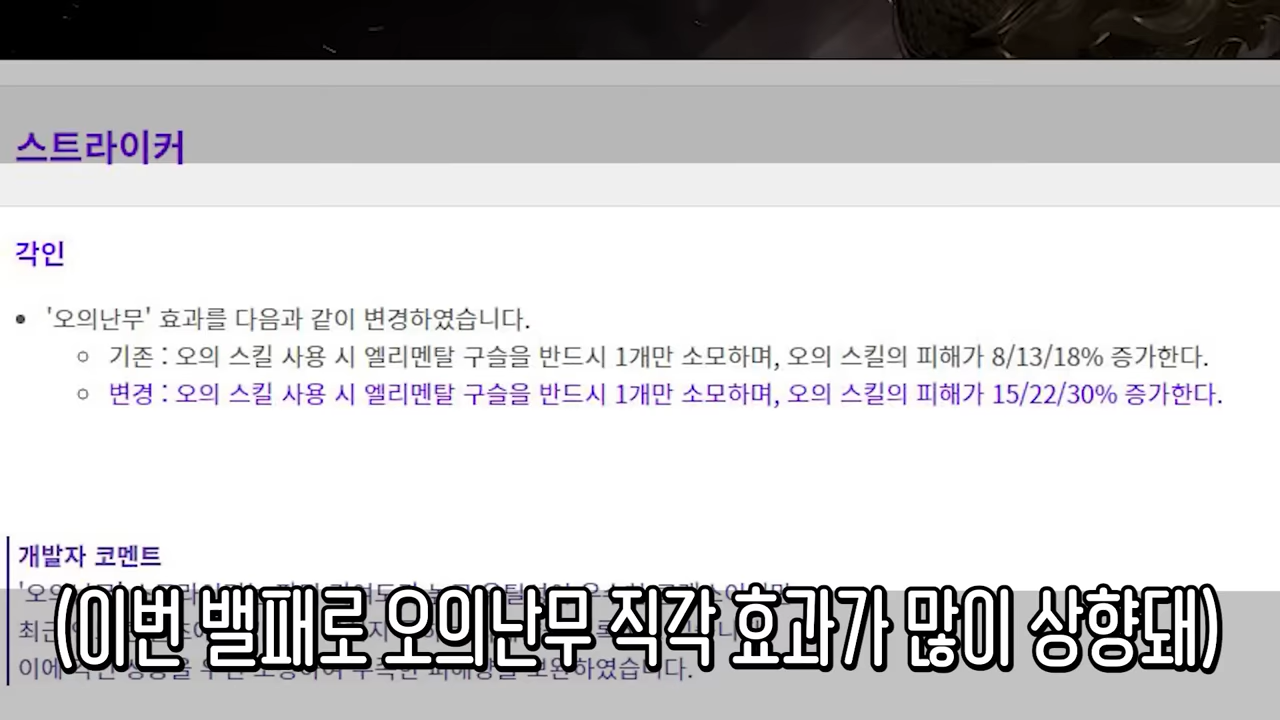 스트라이커
각인
'오의난무' 효과를 다음과 같이 변경하였습니다.
기존 : 오의 스킬 사용 시 엘리멘탈 구슬을 반드시 1개만 소모하며, 오의 스킬의 피해가 8/13/18% 증가한다.
변경 : 오의 스킬 사용 시 엘리멘탈 구슬을 반드시 1개만 소모하며, 오의 스킬의 피해가 15/22/30% 증가한다.
개발자 코멘트
(이번 밸패로 오의난무 직각 효과가 많이 상향돼)